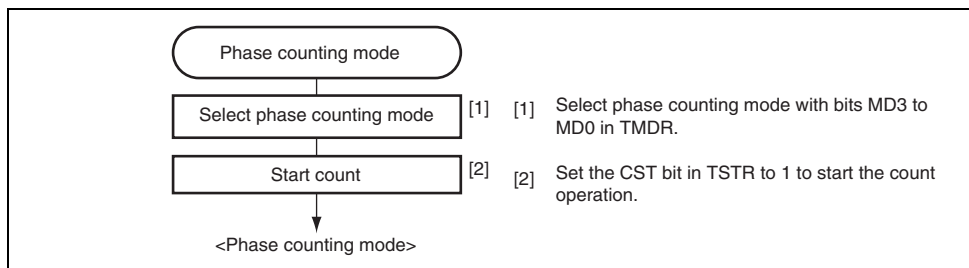 Phase counting mode
Select phase counting mode [1]
Start count [2]
<Phase counting mode>
[1] Select phase counting mode with bits MD3 to
MD0 in TMDR.
[2] Set the CST bit in TSTR to 1 to start the count
operation.